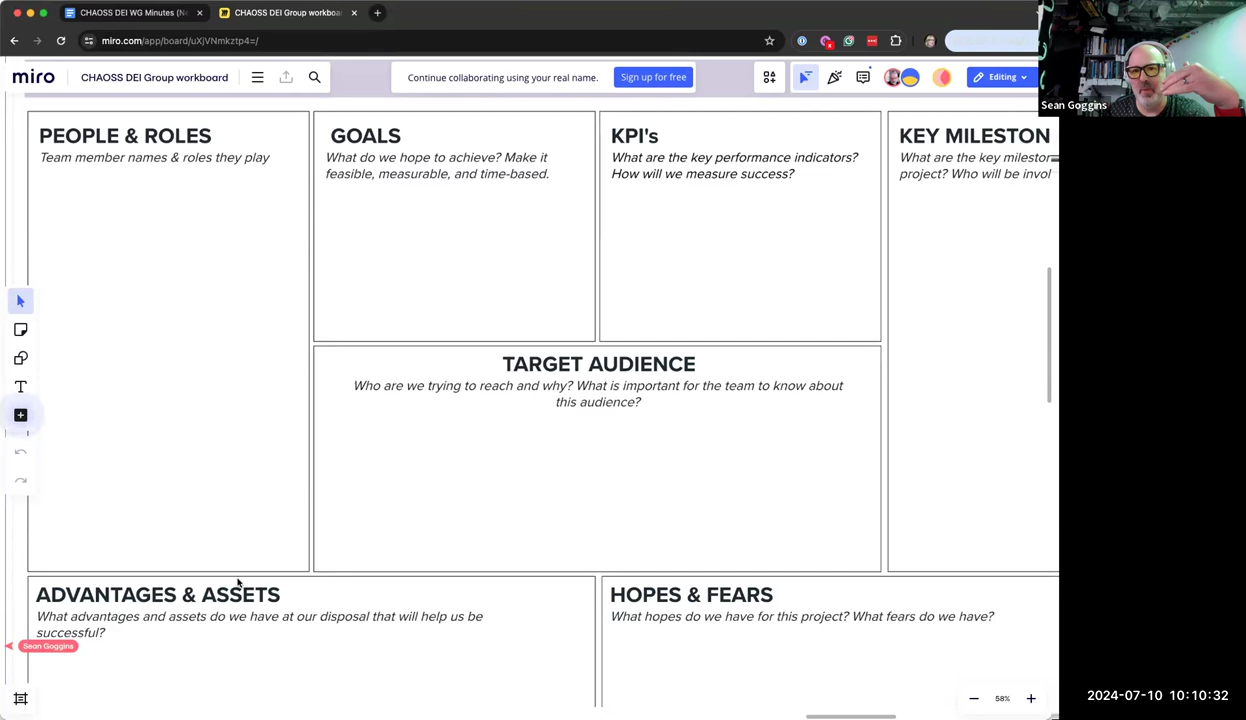 CHAOSS DEI WG Minutes (N
CHAOSS DEI Group workboa
miro.com/app/board/uXjVNmkztp4=/
miro
CHAOSS DEI Group workboard
Continue collaborating using your real name.
Sign up for free
Editing
Sean Goggins
PEOPLE & ROLES
Team member names & roles they play
GOALS
What do we hope to achieve? Make it
feasible, measurable, and time-based.
KPI's
What are the key performance indicators?
How will we measure success?
KEY MILESTON
What are the key mileston
project? Who will be invol
TARGET AUDIENCE
Who are we trying to reach and why? What is important for the team to know about
this audience?
ADVANTAGES & ASSETS
What advantages and assets do we have at our disposal that will help us be
successful?
HOPES & FEARS
What hopes do we have for this project? What fears do we have?
Sean Goggins
58%
2024-07-10 10:10:32